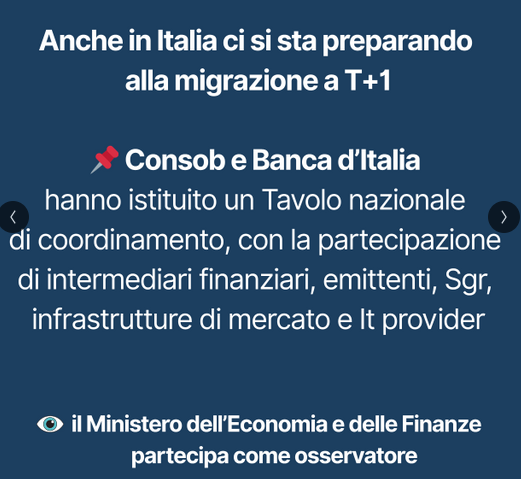 Anche in Italia ci si sta preparando
alla migrazione a T+1
📌 Consob e Banca d’Italia
hanno istituito un Tavolo nazionale
di coordinamento, con la partecipazione
di intermediari finanziari, emittenti, Sgr,
infrastrutture di mercato e It provider
👁️ il Ministero dell’Economia e delle Finanze
partecipa come osservatore